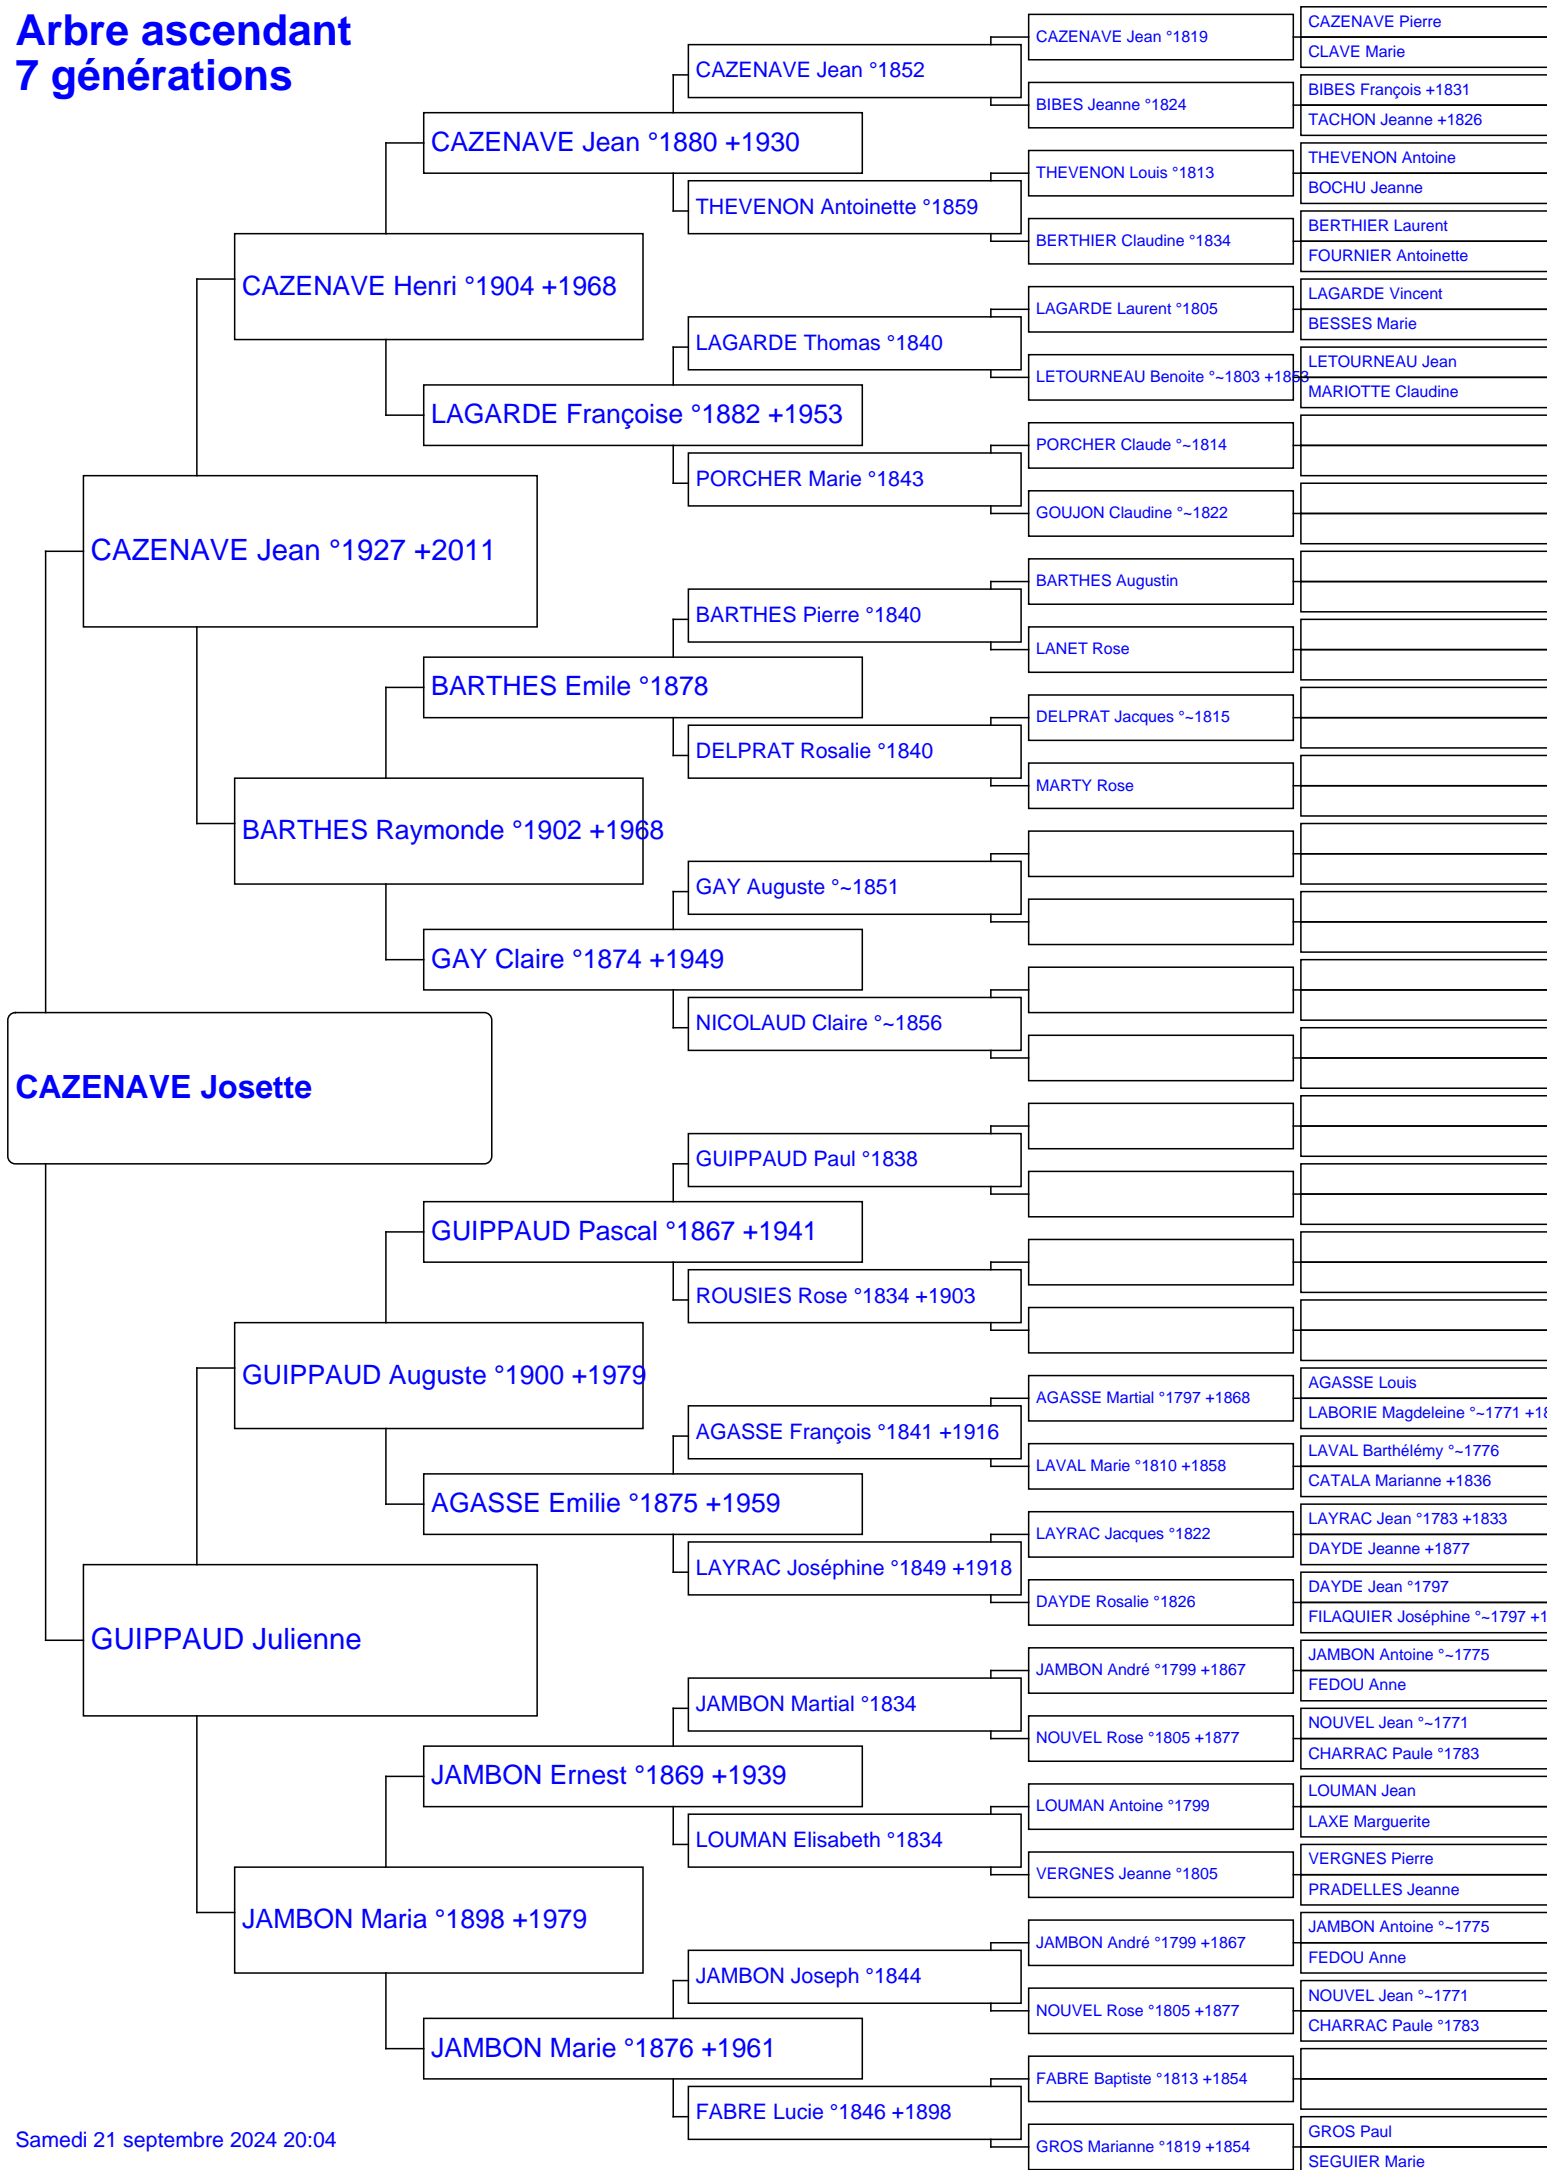 Arbre ascendant
7 générations
CAZENAVE Josette
CAZENAVE Jean °1927 +2011
GUIPPAUD Julienne
CAZENAVE Henri °1904 +1968
BARTHES Raymonde °1902 +1968
GUIPPAUD Auguste °1900 +1979
JAMBON Maria °1898 +1979
CAZENAVE Jean °1880 +1930
LAGARDE Françoise °1882 +1953
BARTHES Emile °1878
GAY Claire °1874 +1949
GUIPPAUD Pascal °1867 +1941
AGASSE Emilie °1875 +1959
JAMBON Ernest °1869 +1939
JAMBON Marie °1876 +1961
CAZENAVE Jean °1852
THEVENON Antoinette °1859
LAGARDE Thomas °1840
PORCHER Marie °1843
BARTHES Pierre °1840
DELPRAT Rosalie °1840
GAY Auguste °~1851
NICOLAUD Claire °~1856
GUIPPAUD Paul °1838
ROUSIES Rose °1834 +1903
AGASSE François °1841 +1916
LAYRAC Joséphine °1849 +1918
JAMBON Martial °1834
LOUMAN Elisabeth °1834
JAMBON Joseph °1844
FABRE Lucie °1846 +1898
CAZENAVE Jean °1819
BIBES Jeanne °1824
THEVENON Louis °1813
BERTHIER Claudine °1834
LAGARDE Laurent °1805
LETOURNEAU Benoite °~1803 +1853
PORCHER Claude °~1814
GOUJON Claudine °~1822
BARTHES Augustin
LANET Rose
DELPRAT Jacques °~1815
MARTY Rose
AGASSE Martial °1797 +1868
LAVAL Marie °1810 +1858
LAYRAC Jacques °1822
DAYDE Rosalie °1826
JAMBON André °1799 +1867
NOUVEL Rose °1805 +1877
LOUMAN Antoine °1799
VERGNES Jeanne °1805
JAMBON André °1799 +1867
NOUVEL Rose °1805 +1877
FABRE Baptiste °1813 +1854
GROS Marianne °1819 +1854
CAZENAVE Pierre
CLAVE Marie
BIBES François +1831
TACHON Jeanne +1826
THEVENON Antoine
BOCHU Jeanne
BERTHIER Laurent
FOURNIER Antoinette
LAGARDE Vincent
BESSES Marie
LETOURNEAU Jean
MARIOTTE Claudine
AGASSE Louis
LABORIE Magdeleine °~1771 +18
LAVAL Barthélémy °~1776
CATALA Marianne +1836
LAYRAC Jean °1783 +1833
DAYDE Jeanne +1877
DAYDE Jean °1797
FILAQUIER Joséphine °~1797 +1
JAMBON Antoine °~1775
FEDOU Anne
NOUVEL Jean °~1771
CHARRAC Paule °1783
LOUMAN Jean
LAXE Marguerite
VERGNES Pierre
PRADELLES Jeanne
JAMBON Antoine °~1775
FEDOU Anne
NOUVEL Jean °~1771
CHARRAC Paule °1783
GROS Paul
SEGUIER Marie
Samedi 21 septembre 2024 20:04